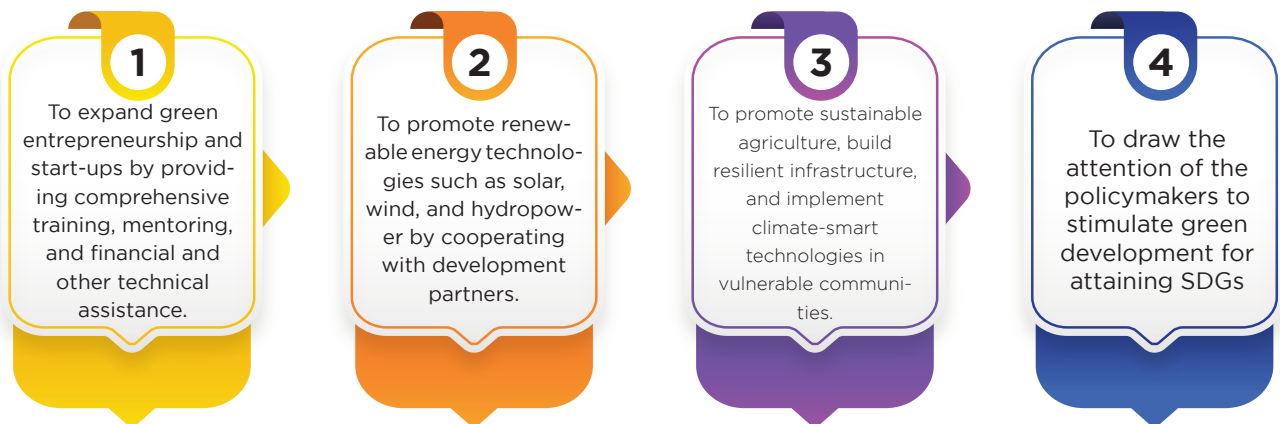 1
To expand green
entrepreneurship and
start-ups by provid-
ing comprehensive
training, mentoring,
and financial and
other technical
assistance.
2
To promote renew-
able energy technolo-
gies such as solar,
wind, and hydropow-
er by cooperating
with development
partners.
3
To promote sustainable
agriculture, build
resilient infrastructure,
and implement
climate-smart
technologies in
vulnerable communi-
ties.
4
To draw the
attention of the
policymakers to
stimulate green
development for
attaining SDGs